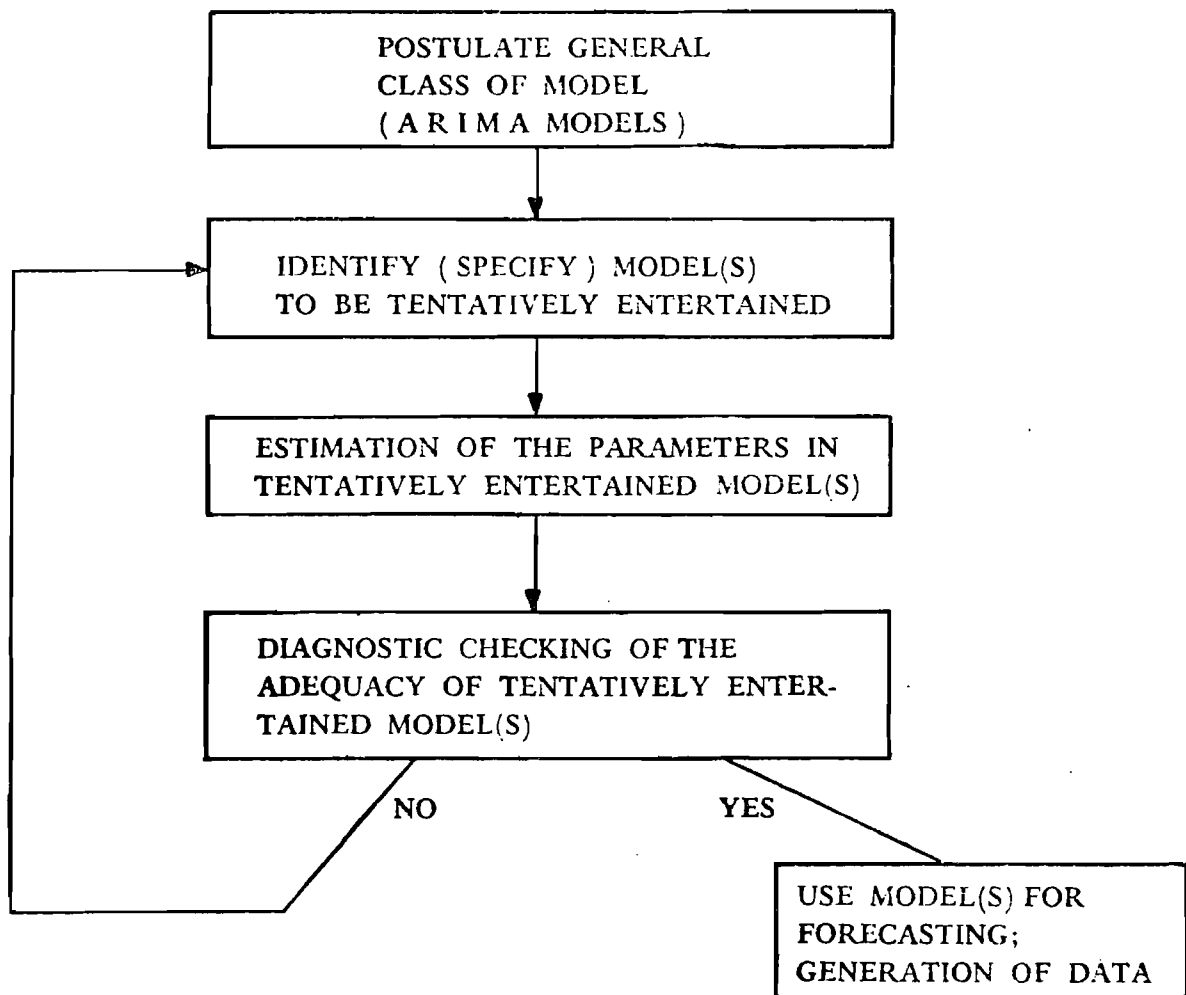 POSTULATE GENERAL
CLASS OF MODEL
( A R I M A MODELS )
IDENTIFY ( SPECIFY ) MODEL(S)
TO BE TENTATIVELY ENTERTAINED
ESTIMATION OF THE PARAMETERS IN
TENTATIVELY ENTERTAINED MODEL(S)
DIAGNOSTIC CHECKING OF THE
ADEQUACY OF TENTATIVELY ENTER-
TAINED MODEL(S)
NO
YES
USE MODEL(S) FOR
FORECASTING;
GENERATION OF DATA